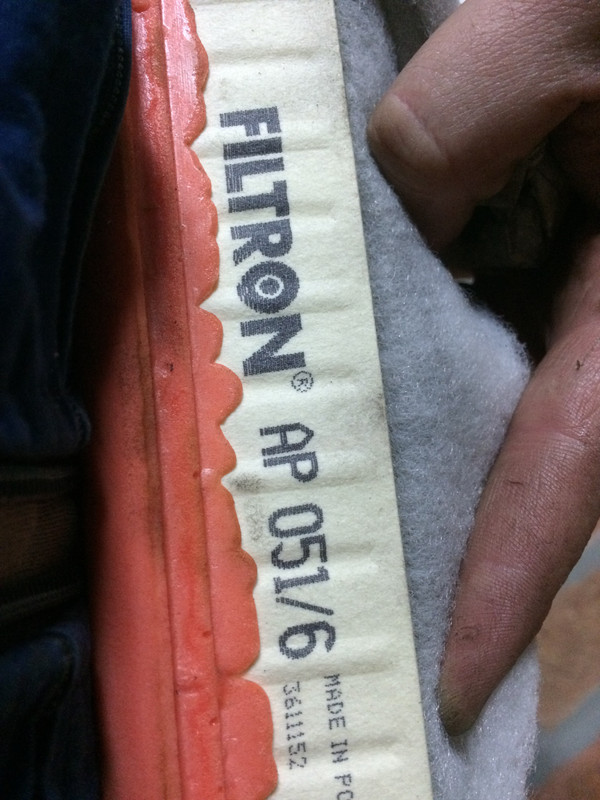 FILTRON® AP 051/6
MADE IN PO
3611152